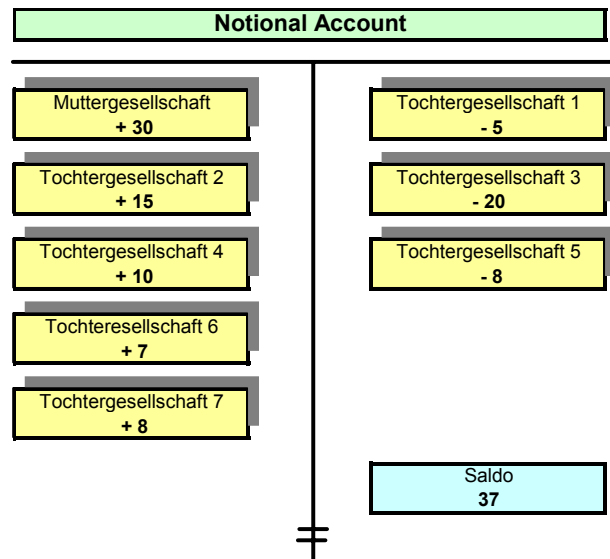 Notional Account
Muttergesellschaft
+ 30
Tochtergesellschaft 2
+ 15
Tochtergesellschaft 4
+ 10
Tochteresellschaft 6
+ 7
Tochtergesellschaft 7
+ 8
Tochtergesellschaft 1
- 5
Tochtergesellschaft 3
- 20
Tochtergesellschaft 5
- 8
Saldo
37